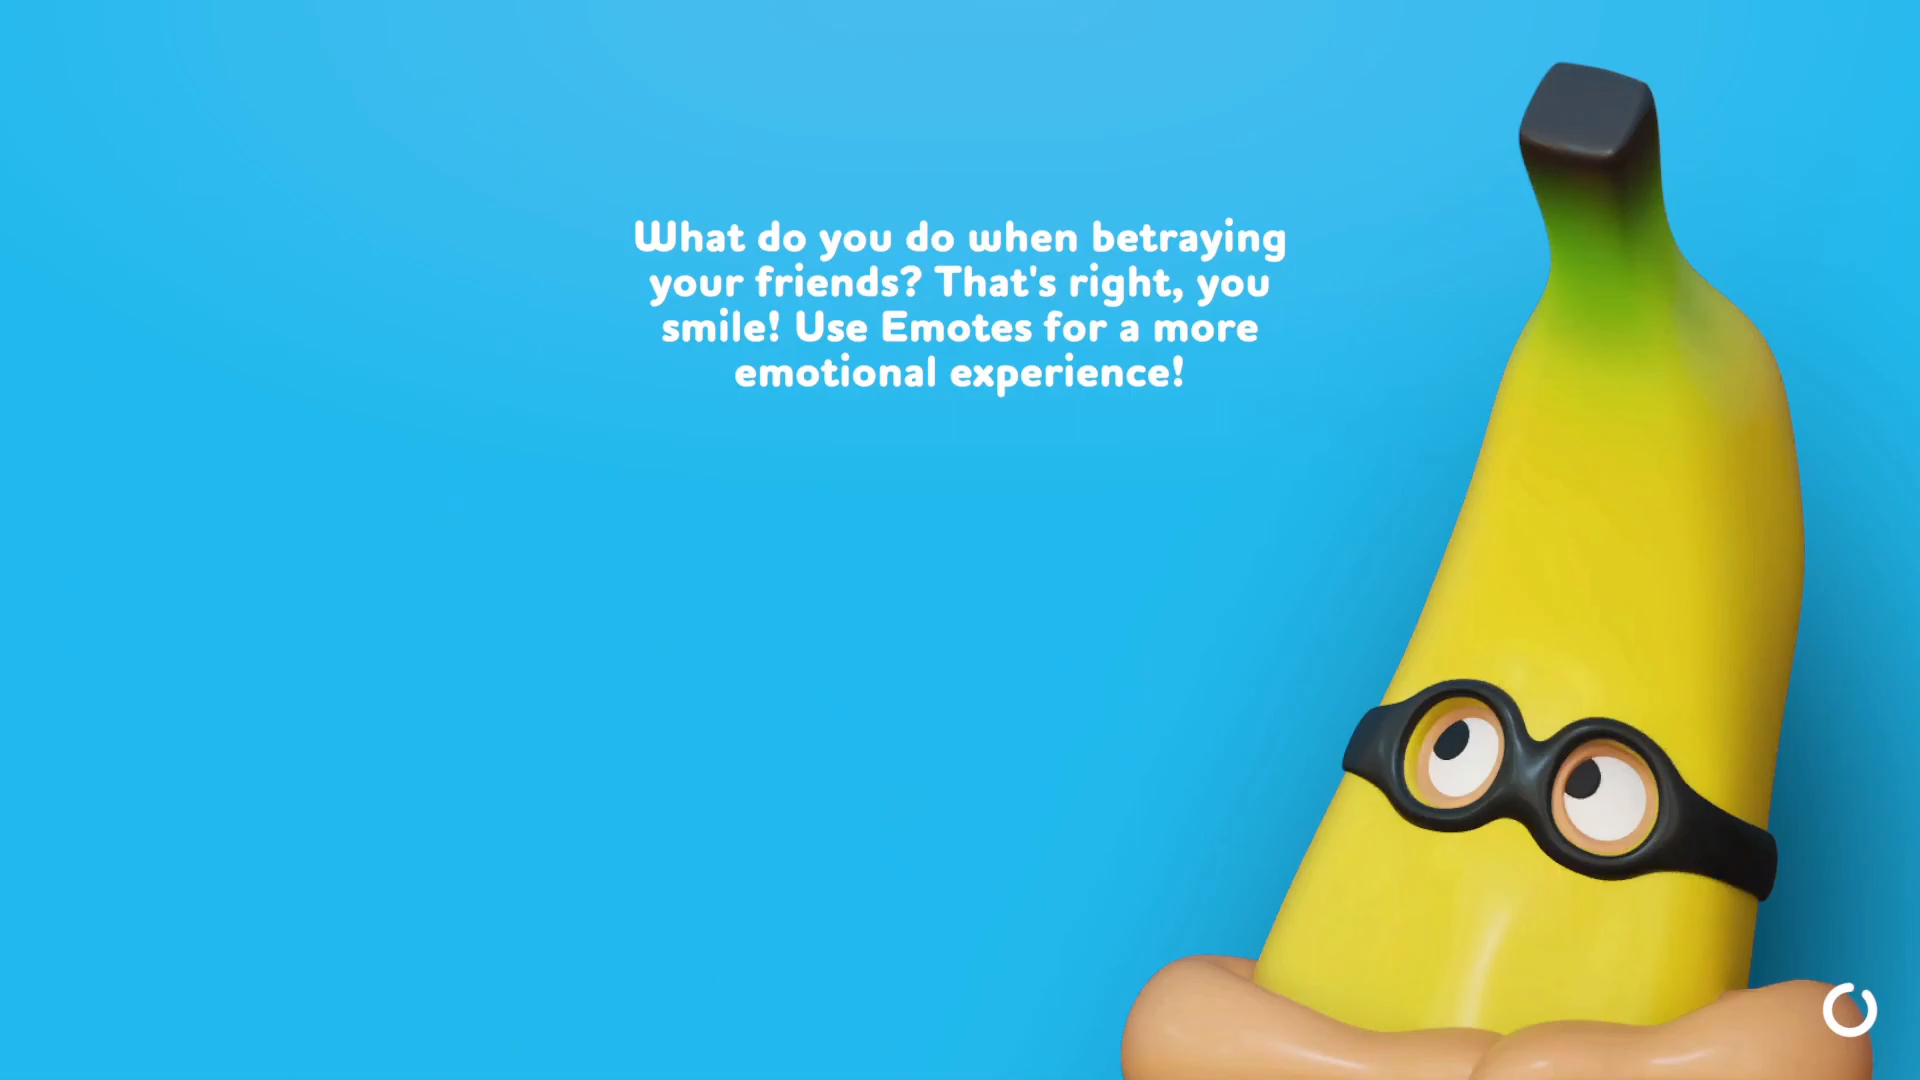 What do you do when betraying
your friends? That's right, you
smile! Use Emotes for a more
emotional experience!